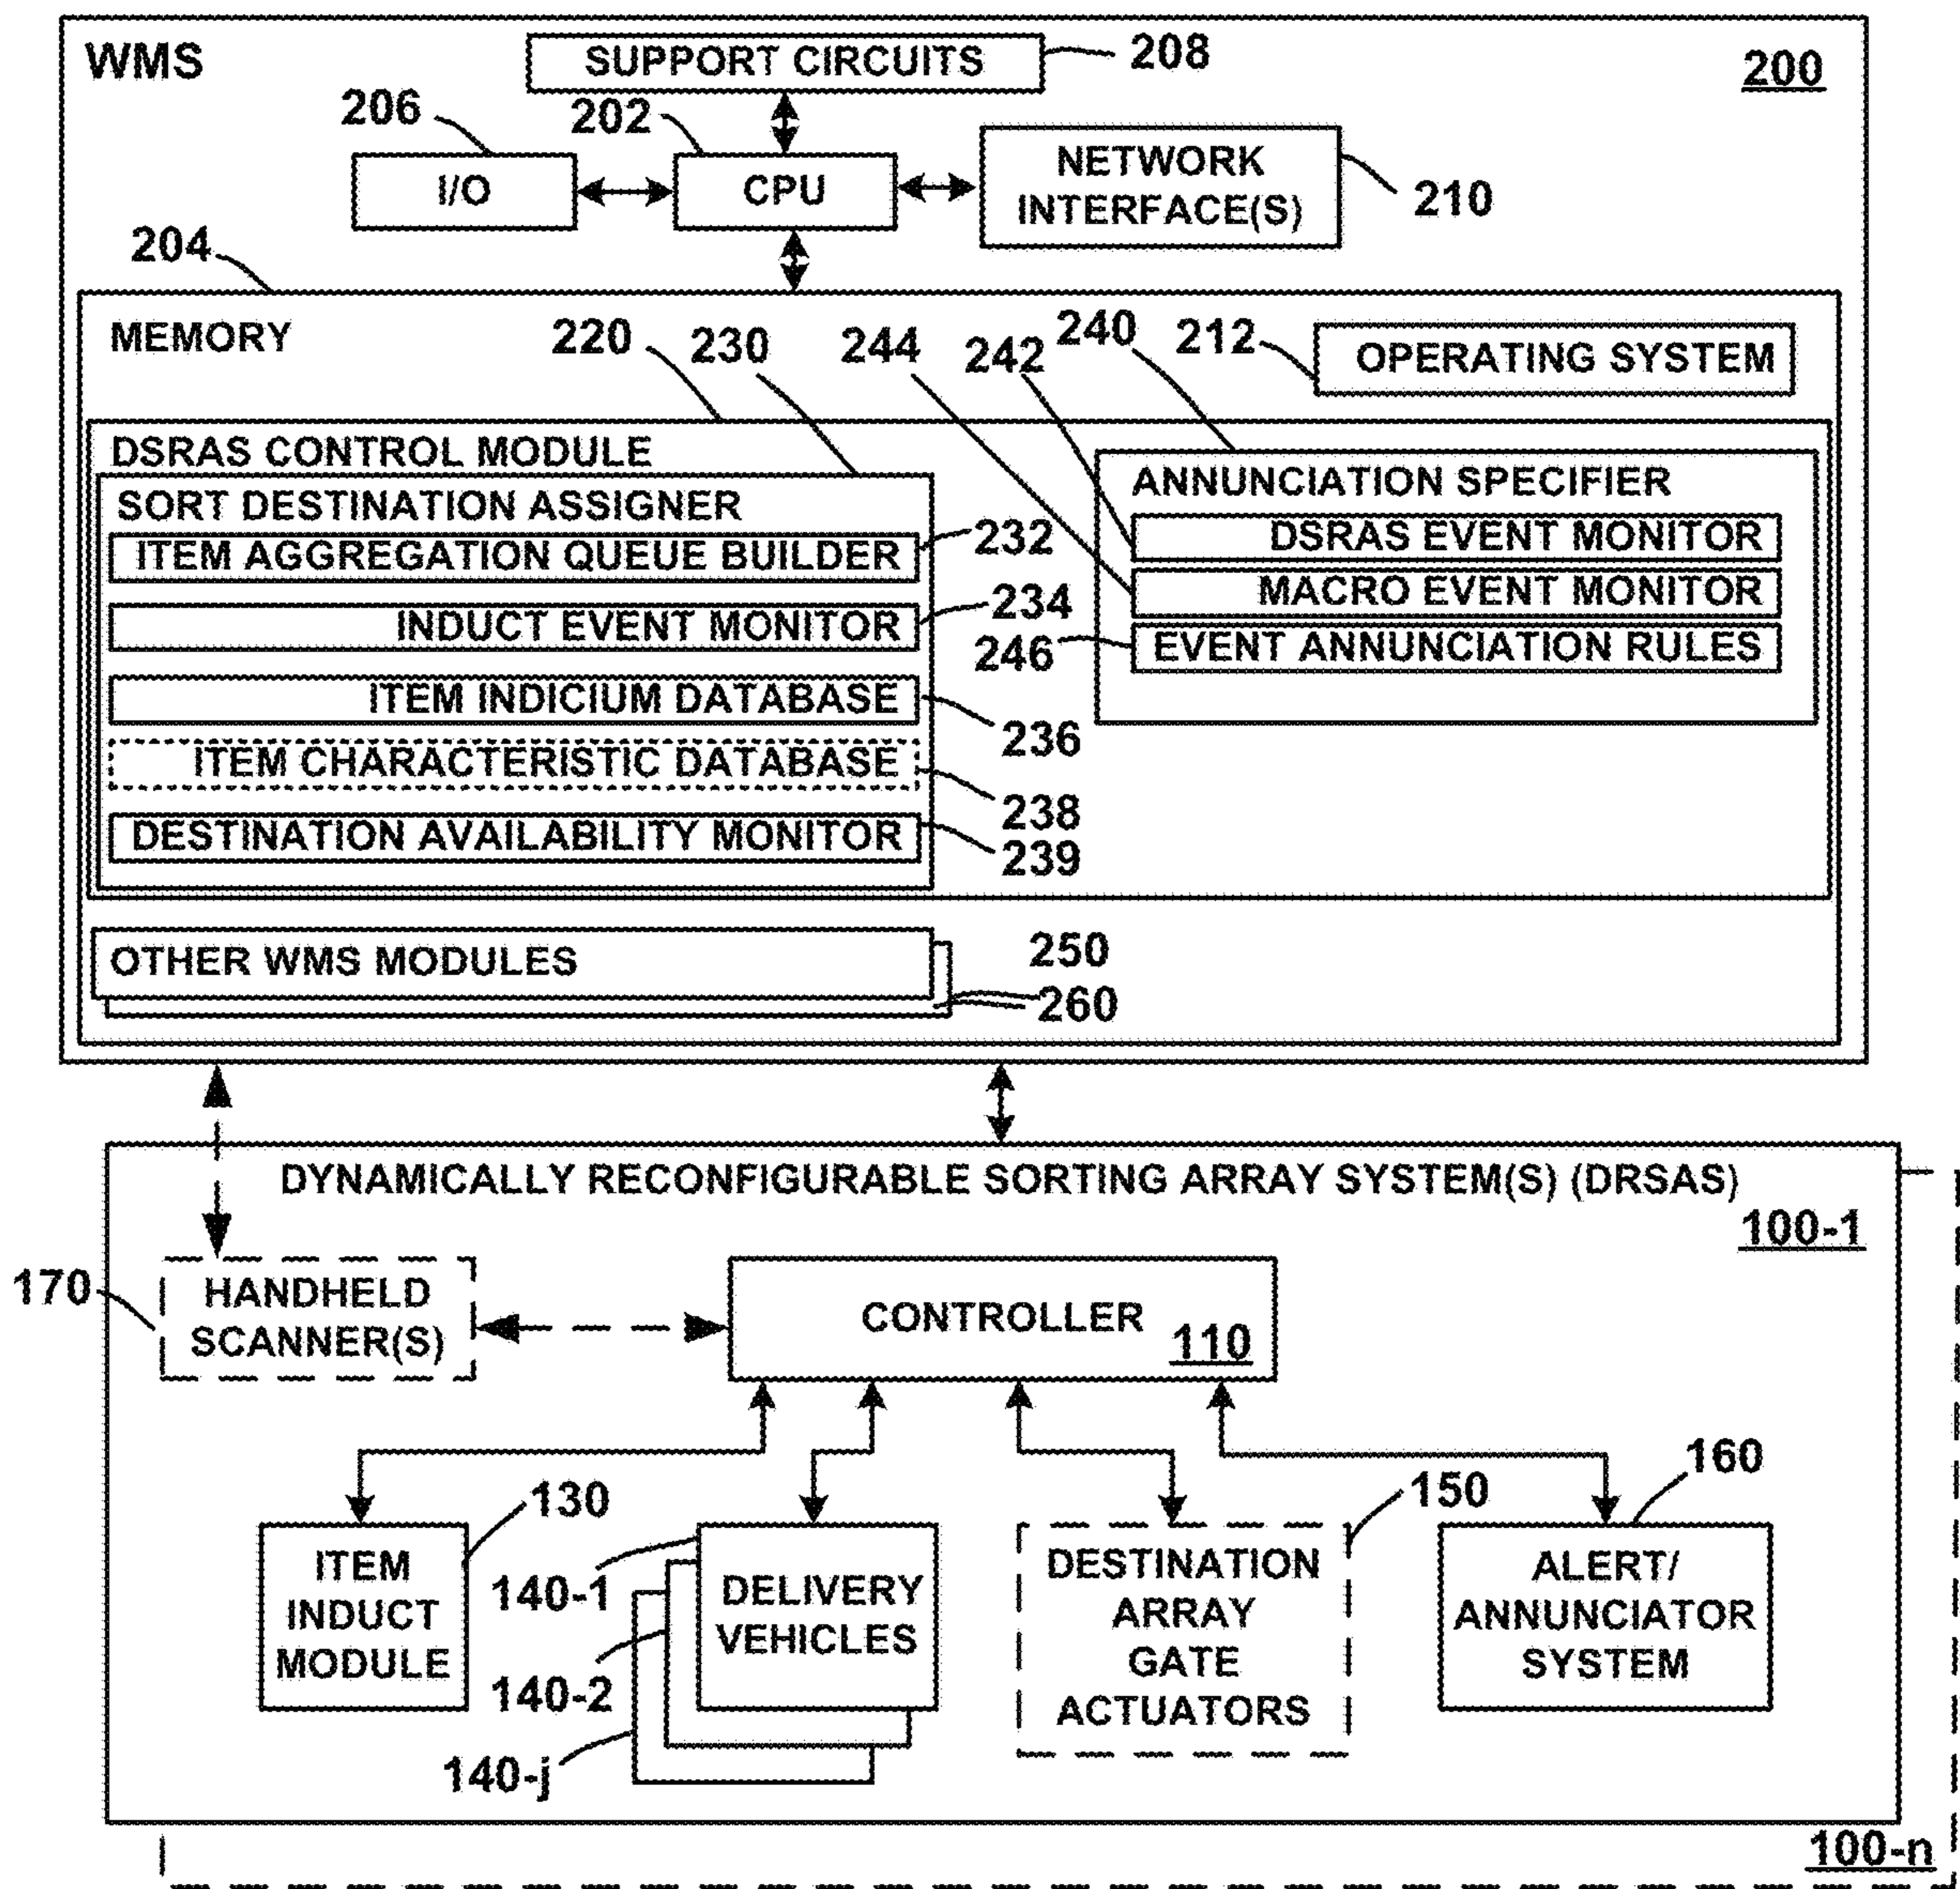 WMS
SUPPORT CIRCUITS
208
200
206
202
I/O
CPU
NETWORK
INTERFACE(S)
210
204
MEMORY
220
230
244
242
240
212
OPERATING SYSTEM
DSRAS CONTROL MODULE
SORT DESTINATION ASSIGNER
ITEM AGGREGATION QUEUE BUILDER
232
INDUCT EVENT MONITOR
234
ITEM INDICIUM DATABASE
236
ITEM CHARACTERISTIC DATABASE
238
DESTINATION AVAILABILITY MONITOR
239
ANNUNCIATION SPECIFIER
DSRAS EVENT MONITOR
MACRO EVENT MONITOR
246
EVENT ANNUNCIATION RULES
OTHER WMS MODULES
250
260
DYNAMICALLY RECONFIGURABLE SORTING ARRAY SYSTEM(S) (DRSAS)
100-1
170
HANDHELD
SCANNER(S)
CONTROLLER
110
130
ITEM
INDUCT
MODULE
140-1
140-2
140-j
DELIVERY
VEHICLES
150
DESTINATION
ARRAY
GATE
ACTUATORS
160
ALERT/
ANNUNCIATOR
SYSTEM
100-n